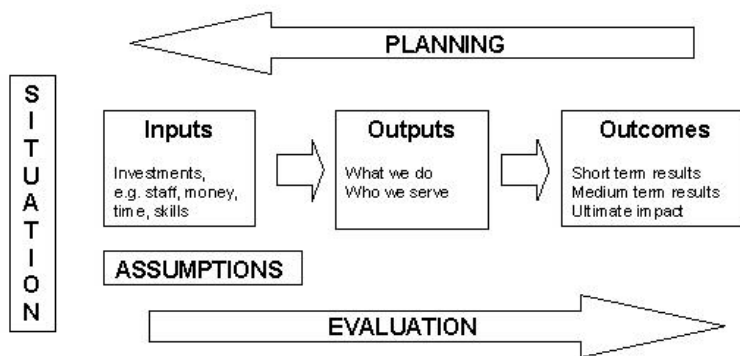 PLANNING
SITUATION
Inputs
Investments,
e.g. staff, money,
time, skills
Outputs
What we do
Who we serve
Outcomes
Short term results
Medium term results
Ultimate impact
ASSUMPTIONS
EVALUATION